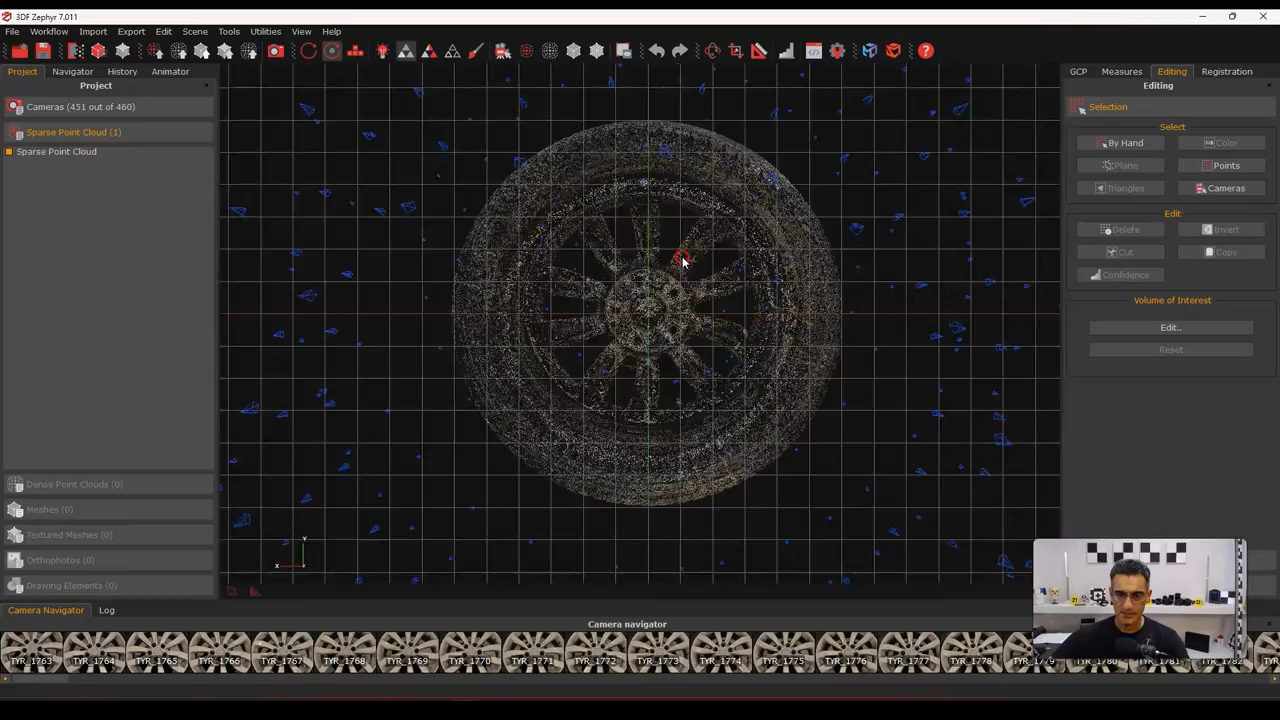 3DF Zephyr 7.011
File Workflow Import Export Edit Scene Tools Utilities View Help
Project Navigator History Animator
Project
Cameras (451 out of 460)
Sparse Point Cloud (1)
Sparse Point Cloud
Dense Point Clouds (0)
Meshes (0)
Textured Meshes (0)
Orthophotos (0)
Drawing Elements (0)
Y
X
GCP Measures Editing Registration
Editing
Selection
Select
By Hand Color
Plane Points
Triangles Cameras
Edit
Delete Invert
Cut Copy
Confidence
Volume of Interest
Edit..
Reset
Camera Navigator Log
Camera navigator
TYR_1763 TYR_1764 TYR_1765 TYR_1766 TYR_1767 TYR_1768 TYR_1769 TYR_1770 TYR_1771 TYR_1772 TYR_1773 TYR_1774 TYR_1775 TYR_1776 TYR_1777 TYR_1778 TYR_1779 TYR_1780 TYR_1781 TYR_1782